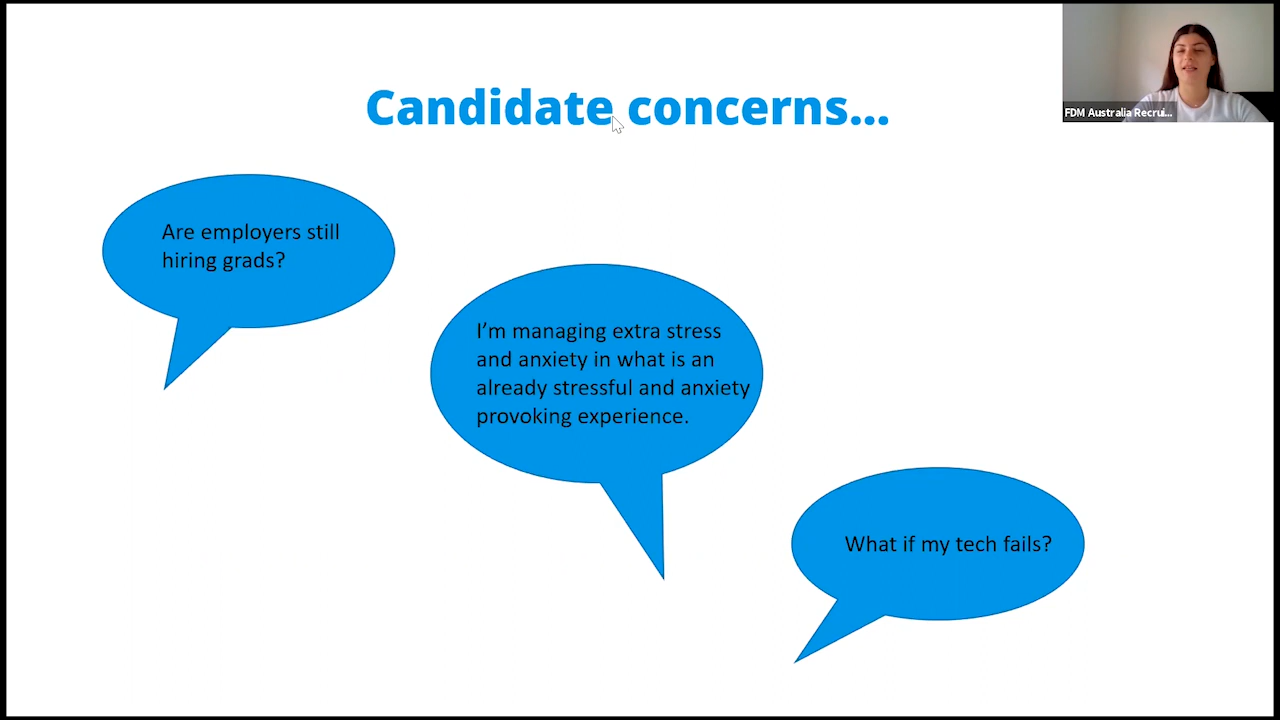 Candidate concerns...
FDM Australia Recrui...
Are employers still
hiring grads?
I’m managing extra stress
and anxiety in what is an
already stressful and anxiety
provoking experience.
What if my tech fails?